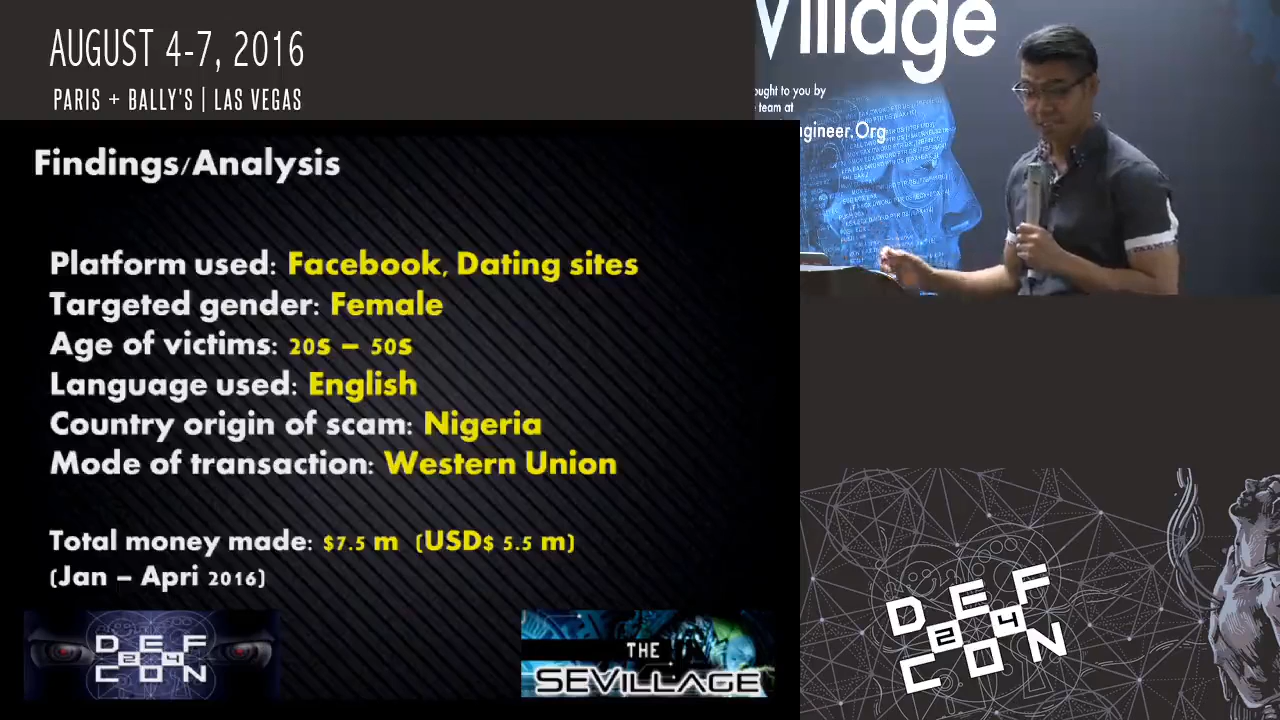 AUGUST 4-7, 2016
PARIS + BALLY'S | LAS VEGAS
Village
ought to you by
team at
ngineer.Org
Findings/Analysis
Platform used: Facebook, Dating sites
Targeted gender: Female
Age of victims: 20s – 50s
Language used: English
Country origin of scam: Nigeria
Mode of transaction: Western Union
Total money made: $7.5 m (USD$ 5.5 m)
(Jan – Apri 2016)
DEF
24
CON
THE
SEVILLAGE
DEF
24
CON